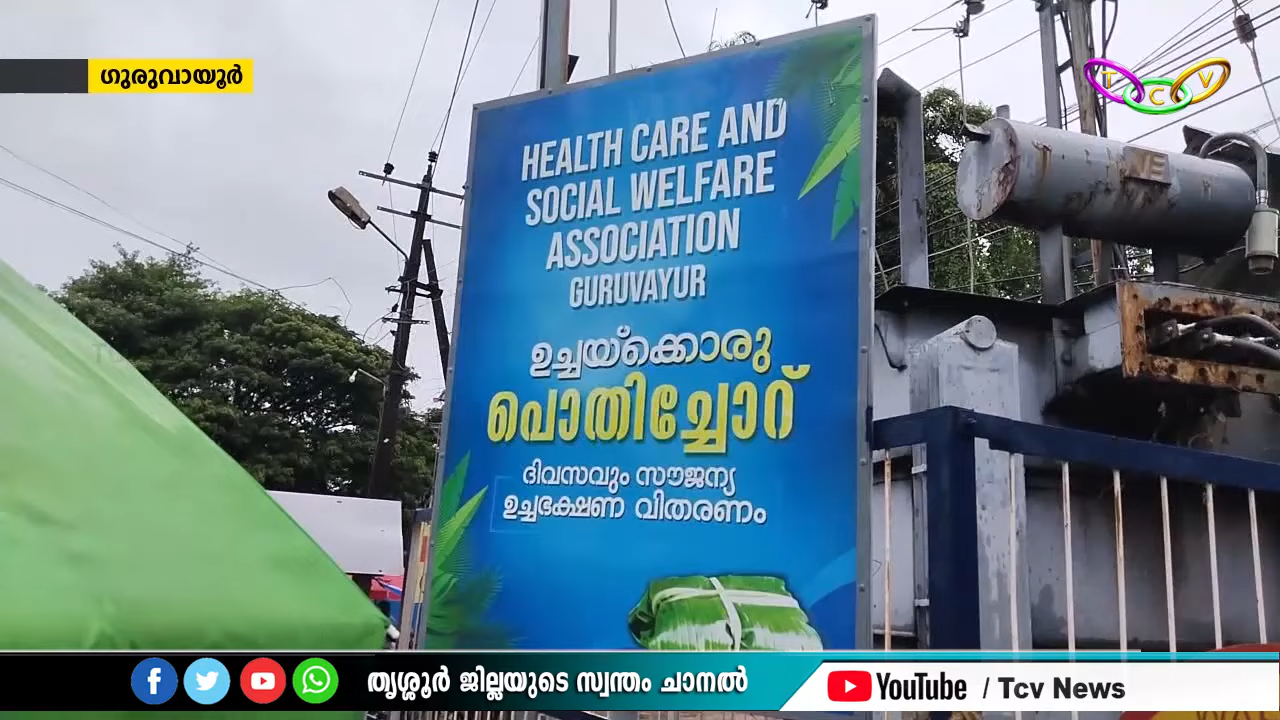 ഗുരുവായൂർ
TCV
HEALTH CARE AND
SOCIAL WELFARE
ASSOCIATION
GURUVAYUR
ഉച്ചയ്ക്കൊരു
പൊതിച്ചോറ്
ദിവസവും സൗജന്യ
ഉച്ചഭക്ഷണ വിതരണം
തൃശ്ശൂർ ജില്ലയുടെ സ്വന്തം ചാനൽ
YouTube / Tcv News